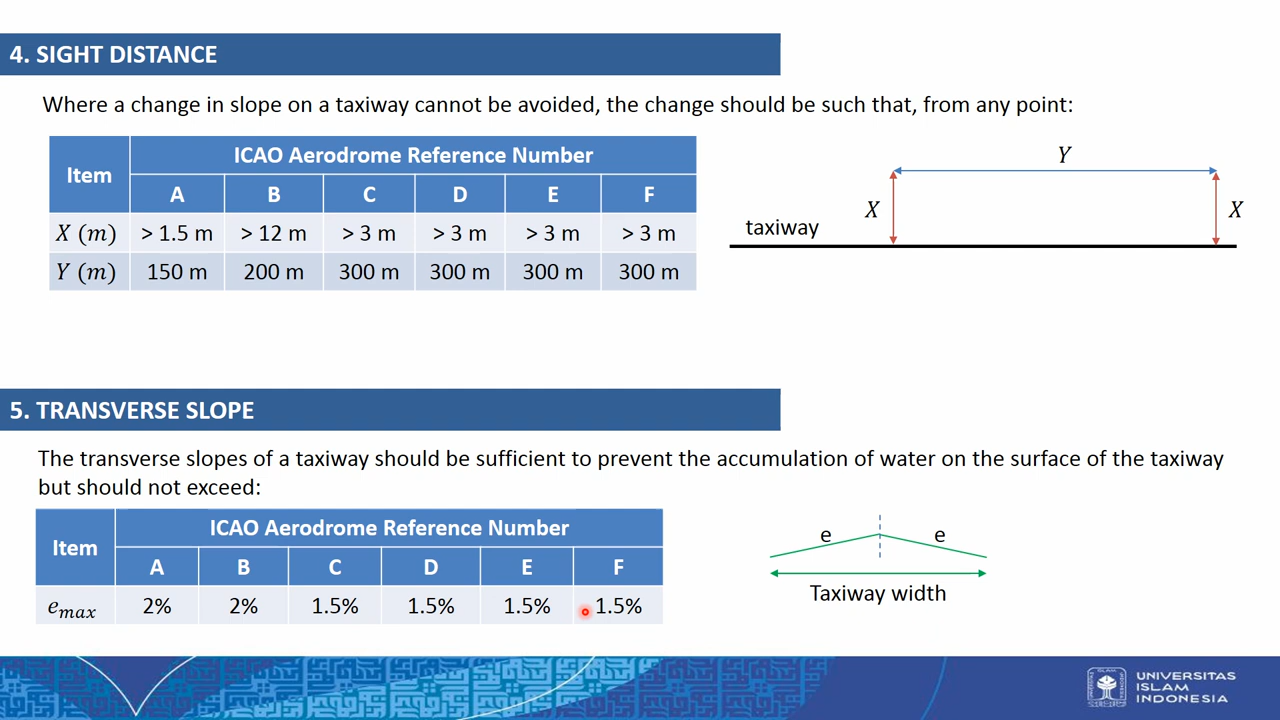 4. SIGHT DISTANCE
Where a change in slope on a taxiway cannot be avoided, the change should be such that, from any point:
Item ICAO Aerodrome Reference Number
A B C D E F
X (m) > 1.5 m > 12 m > 3 m > 3 m > 3 m > 3 m
Y (m) 150 m 200 m 300 m 300 m 300 m 300 m
Y
X X
taxiway
5. TRANSVERSE SLOPE
The transverse slopes of a taxiway should be sufficient to prevent the accumulation of water on the surface of the taxiway
but should not exceed:
Item ICAO Aerodrome Reference Number
A B C D E F
e max 2% 2% 1.5% 1.5% 1.5% 1.5%
e e
Taxiway width
UNIVERSITAS
ISLAM
INDONESIA